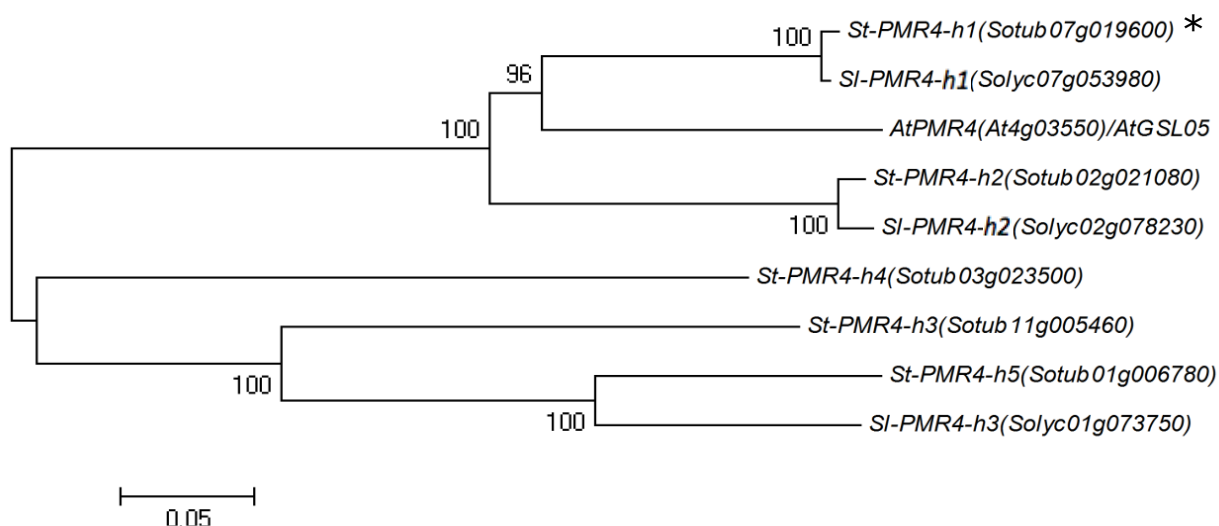 100
St-PMR4-h1(Sotub07g019600) *
Sl-PMR4-h1(Solyc07g053980)
96
AtPMR4(At4g03550)/AtGSL05
100
St-PMR4-h2(Sotub02g021080)
100
Sl-PMR4-h2(Solyc02g078230)
St-PMR4-h4(Sotub03g023500)
St-PMR4-h3(Sotub11g005460)
100
St-PMR4-h5(Sotub01g006780)
100
Sl-PMR4-h3(Solyc01g073750)
0.05